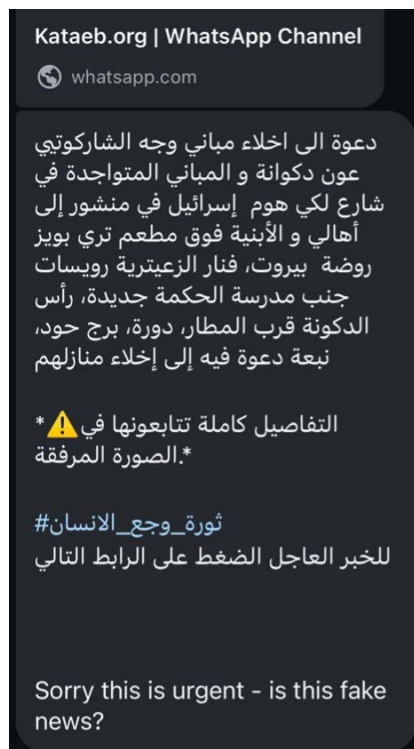 Kataeb.org | WhatsApp Channel
whatsapp.com
دعوة الى اخلاء مباني وجه الشاركوتيي
عون دكوانة و المباني المتواجدة في
شارع لكي هوم إسرائيل في منشور إلى
أهالي و الأبنية فوق مطعم تري بويز
روضة بيروت، فنار الزعيترية رويسات
جنب مدرسة الحكمة جديدة، رأس
الدكونة قرب المطار، دورة، برج حود،
نبعة دعوة فيه إلى إخلاء منازلهم
*⚠️التفاصيل كاملة تتابعونها في
الصورة المرفقة.*
#ثورة_وجع_الانسان
للخبر العاجل الضغط على الرابط التالي
Sorry this is urgent - is this fake
news?